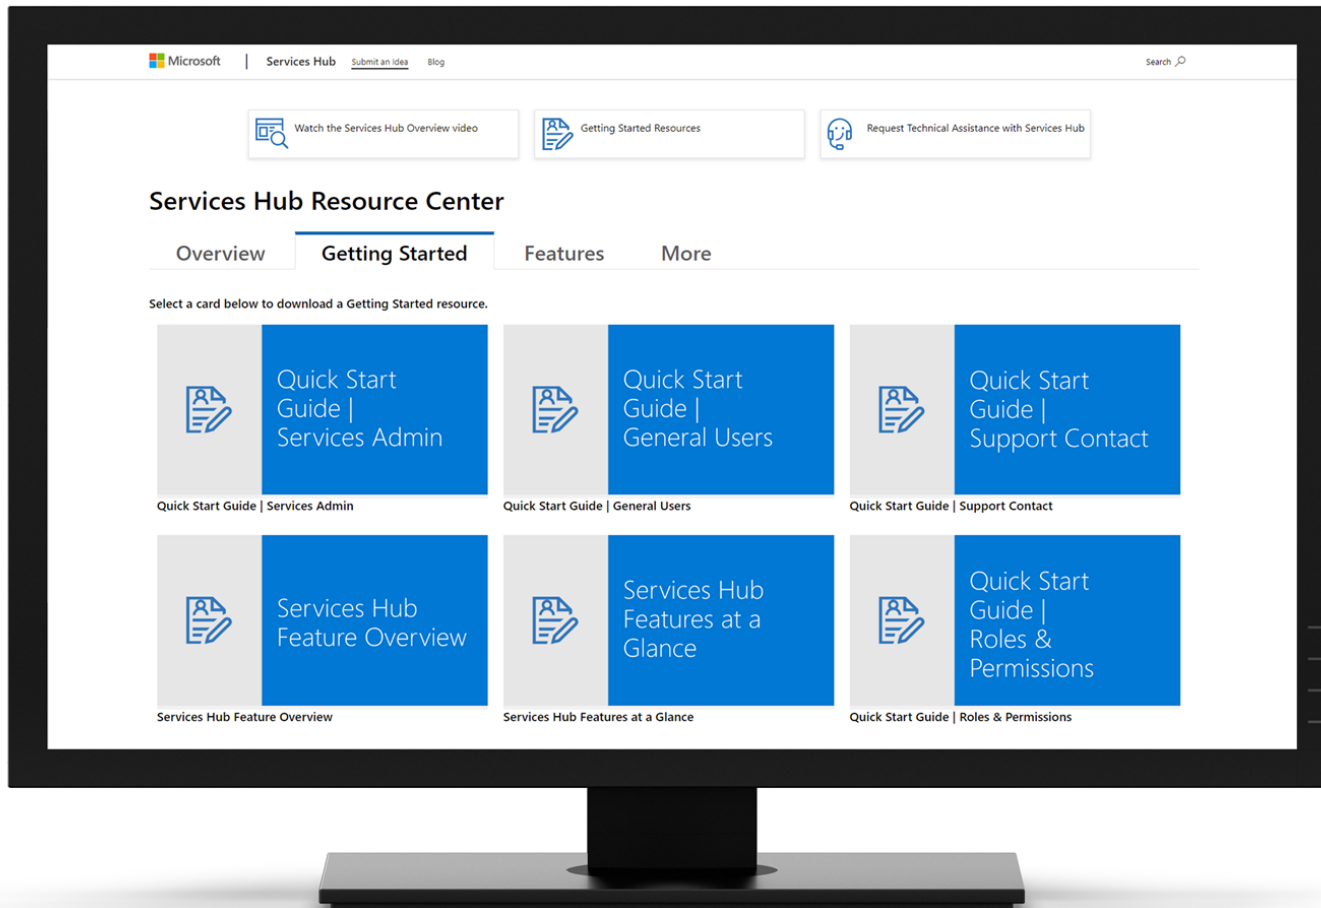 Microsoft | Services Hub Submit an Idea Blog Search
Watch the Services Hub Overview video
Getting Started Resources
Request Technical Assistance with Services Hub
Services Hub Resource Center
Overview Getting Started Features More
Select a card below to download a Getting Started resource.
Quick Start
Guide |
Services Admin
Quick Start
Guide |
General Users
Quick Start
Guide |
Support Contact
Quick Start Guide | Services Admin
Quick Start Guide | General Users
Quick Start Guide | Support Contact
Services Hub
Feature Overview
Services Hub
Features at a
Glance
Quick Start
Guide |
Roles &
Permissions
Services Hub Feature Overview
Services Hub Features at a Glance
Quick Start Guide | Roles & Permissions